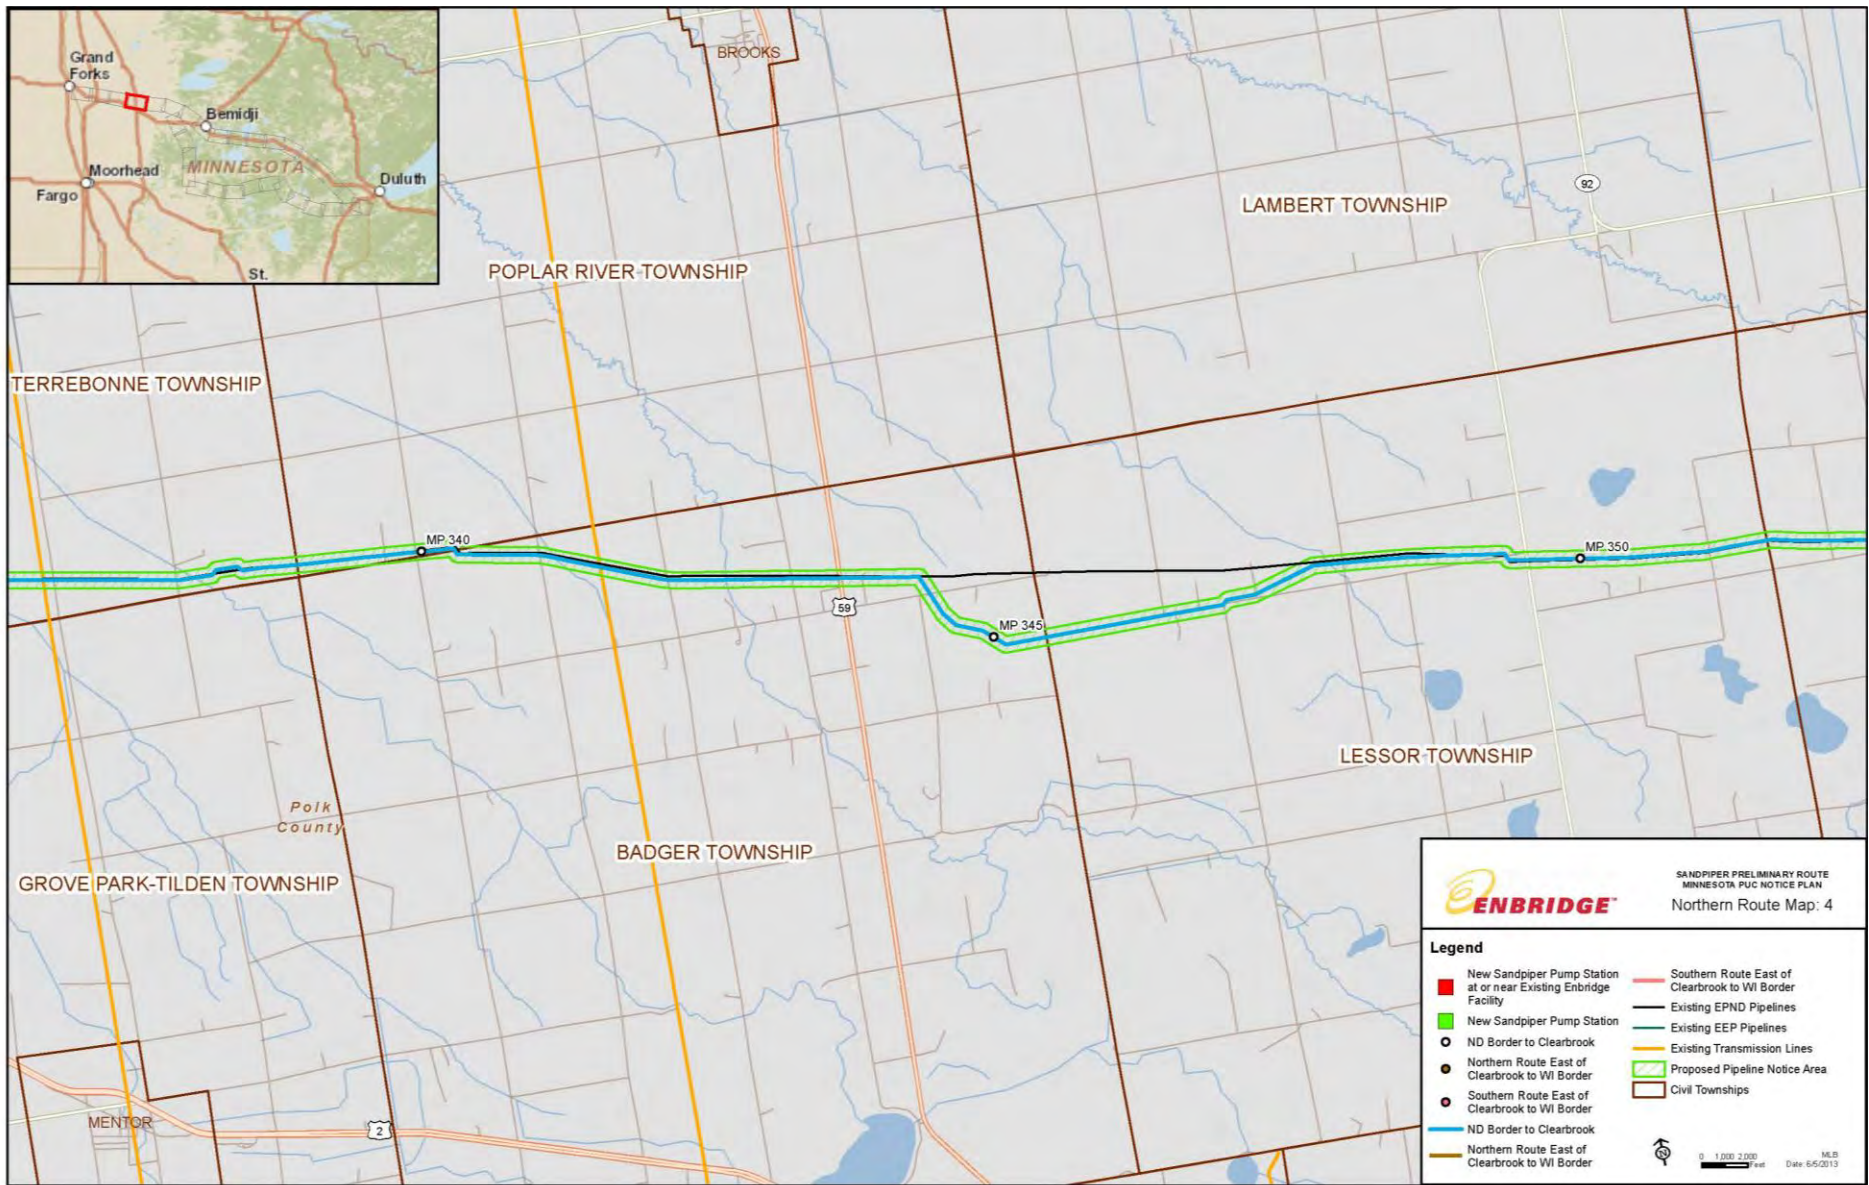 Grand
Forks
Bemidji
MINNESOTA
Moorhead
Fargo
Duluth
St.
BROOKS
92
LAMBERT TOWNSHIP
POPLAR RIVER TOWNSHIP
TERREBONNE TOWNSHIP
MP 340
MP 350
59
MP 345
LESSOR TOWNSHIP
Polk
County
BADGER TOWNSHIP
GROVE PARK-TILDEN TOWNSHIP
MENTOR
2
ENBRIDGE™
SANDPIPER PRELIMINARY ROUTE
MINNESOTA PUC NOTICE PLAN
Northern Route Map: 4
Legend
New Sandpiper Pump Station
at or near Existing Enbridge
Facility
New Sandpiper Pump Station
ND Border to Clearbrook
Northern Route East of
Clearbrook to WI Border
Southern Route East of
Clearbrook to WI Border
ND Border to Clearbrook
Northern Route East of
Clearbrook to WI Border
Southern Route East of
Clearbrook to WI Border
Existing EPND Pipelines
Existing EEP Pipelines
Existing Transmission Lines
Proposed Pipeline Notice Area
Civil Townships
N
0 1,000 2,000
Feet
MLB
Date: 6/5/2013